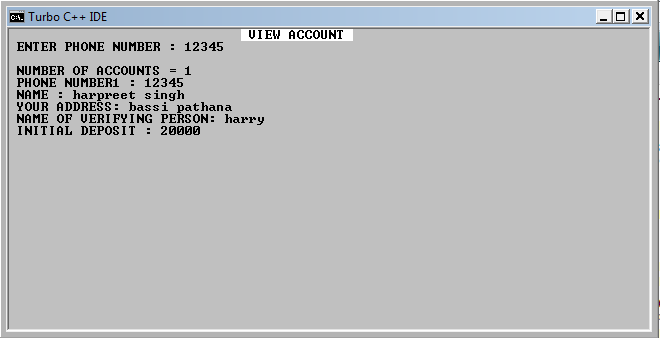 Turbo C++ IDE
VIEW ACCOUNT
ENTER PHONE NUMBER : 12345
NUMBER OF ACCOUNTS = 1
PHONE NUMBER1 : 12345
NAME : harpreet singh
YOUR ADDRESS: bassi pathana
NAME OF VERIFYING PERSON: harry
INITIAL DEPOSIT : 20000